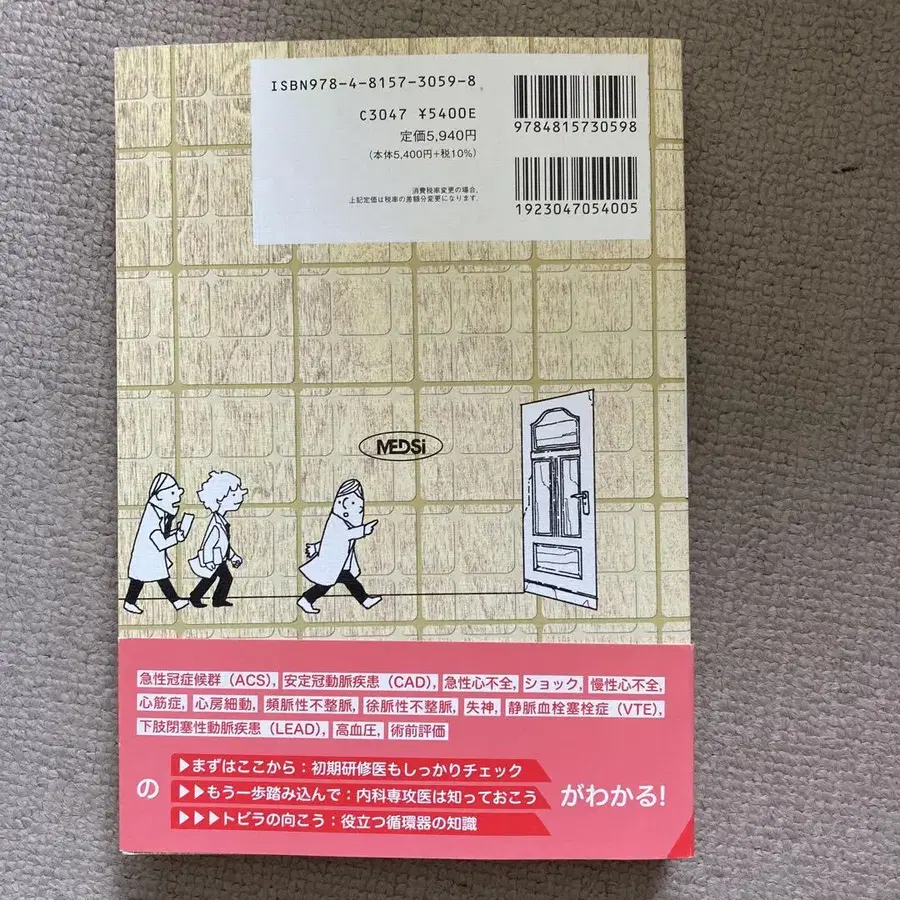 ISBN978-4-8157-3059-8
C3047 ¥5400E
定価5,940円
(本体5,400円+税10%)
消費税率変更の場合,
上記定価は税率の差額分変更になります.
9784815730598
1923047054005
MEDSi
急性冠症候群（ACS）, 安定冠動脈疾患（CAD）, 急性心不全, ショック, 慢性心不全,
心筋症, 心房細動, 頻脈性不整脈, 徐脈性不整脈, 失神, 静脈血栓塞栓症（VTE）,
下肢閉塞性動脈疾患（LEAD）, 高血圧, 術前評価
の
▶まずはここから：初期研修医もしっかりチェック
▶▶もう一歩踏み込んで：内科専攻医は知っておこう
▶▶▶トビラの向こう：役立つ循環器の知識
がわかる!